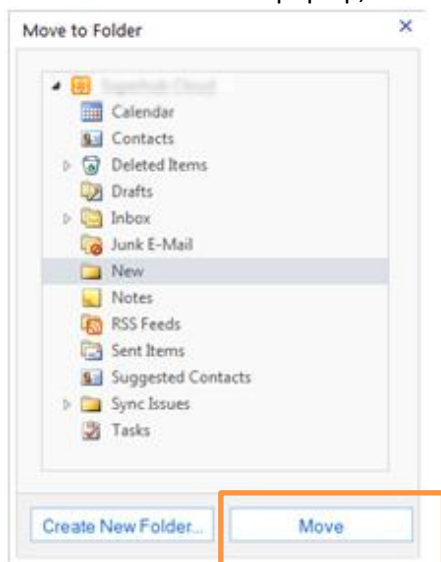 Move to Folder
Calendar
Contacts
Deleted Items
Drafts
Inbox
Junk E-Mail
New
Notes
RSS Feeds
Sent Items
Suggested Contacts
Sync Issues
Tasks
Create New Folder...
Move